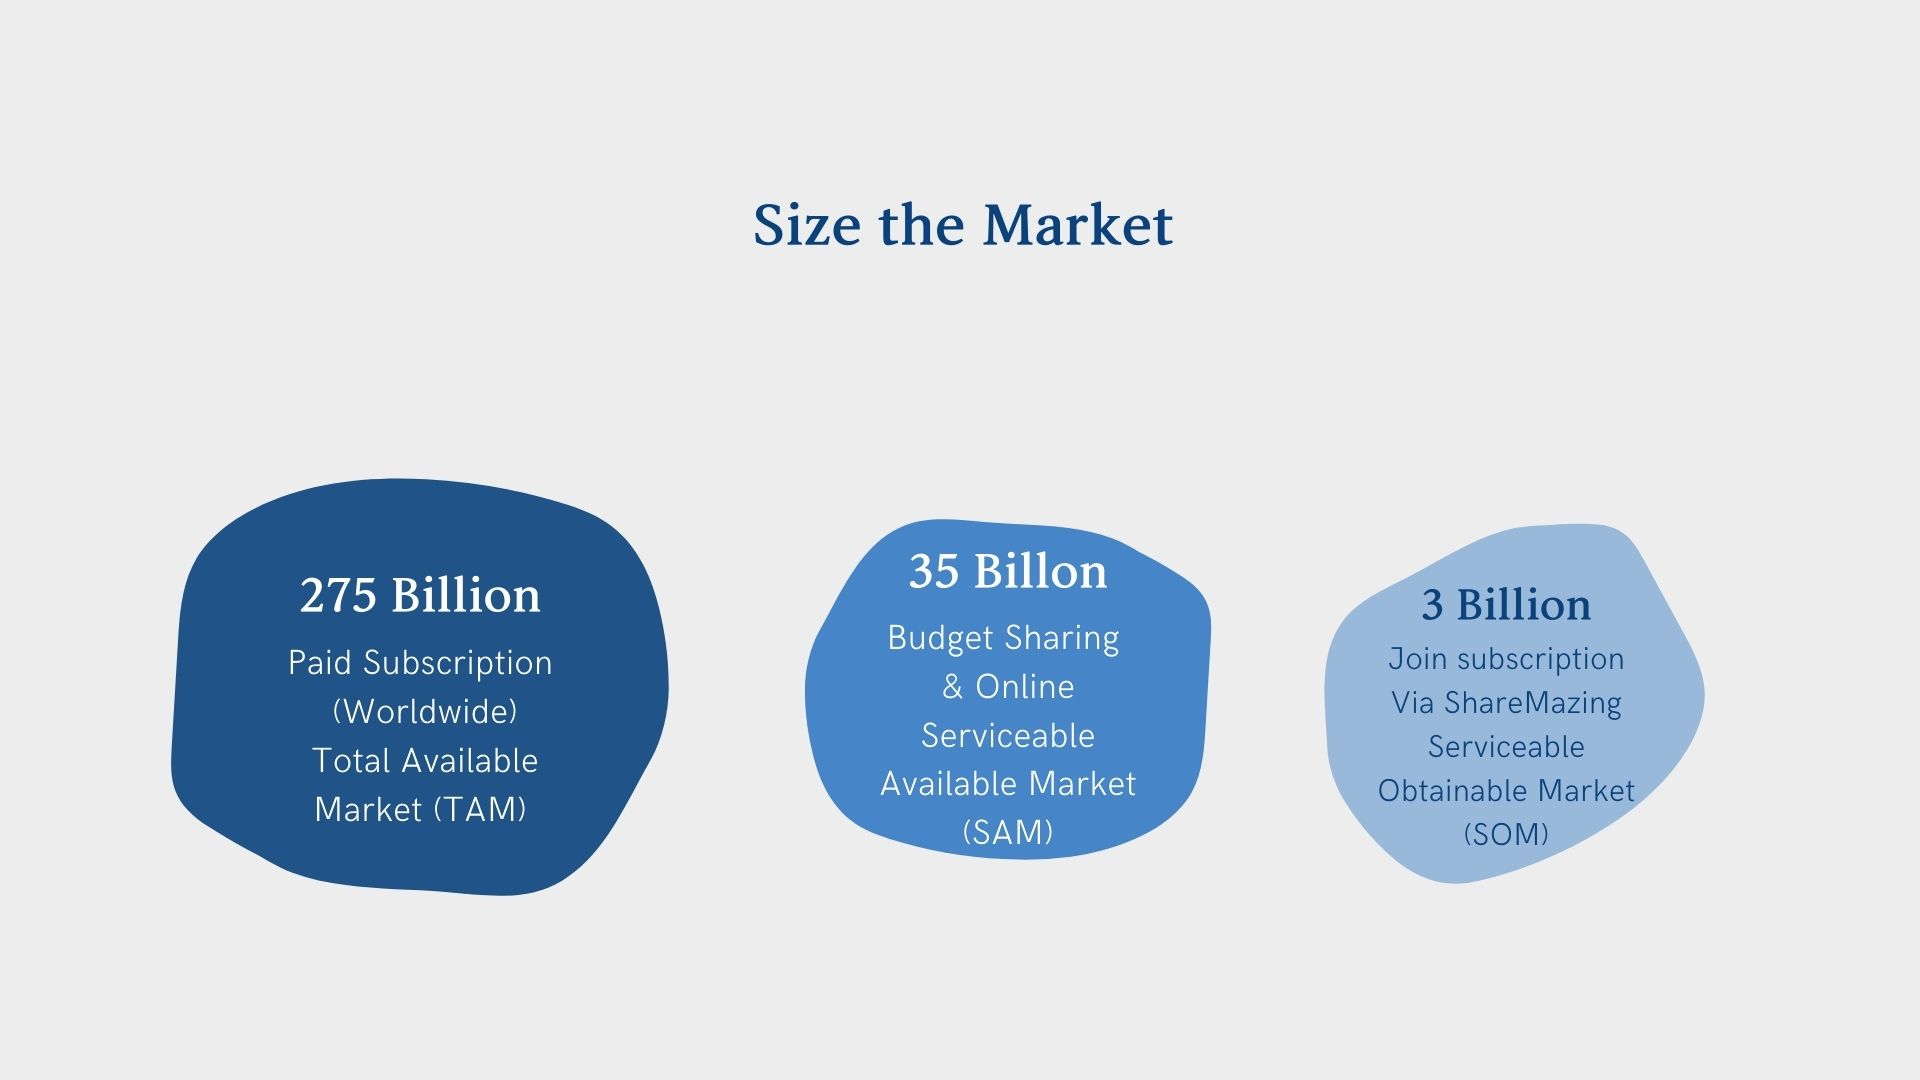 Size the Market
275 Billion
Paid Subscription
(Worldwide)
Total Available
Market (TAM)
35 Billon
Budget Sharing
& Online
Serviceable
Available Market
(SAM)
3 Billion
Join subscription
Via ShareMazing
Serviceable
Obtainable Market
(SOM)